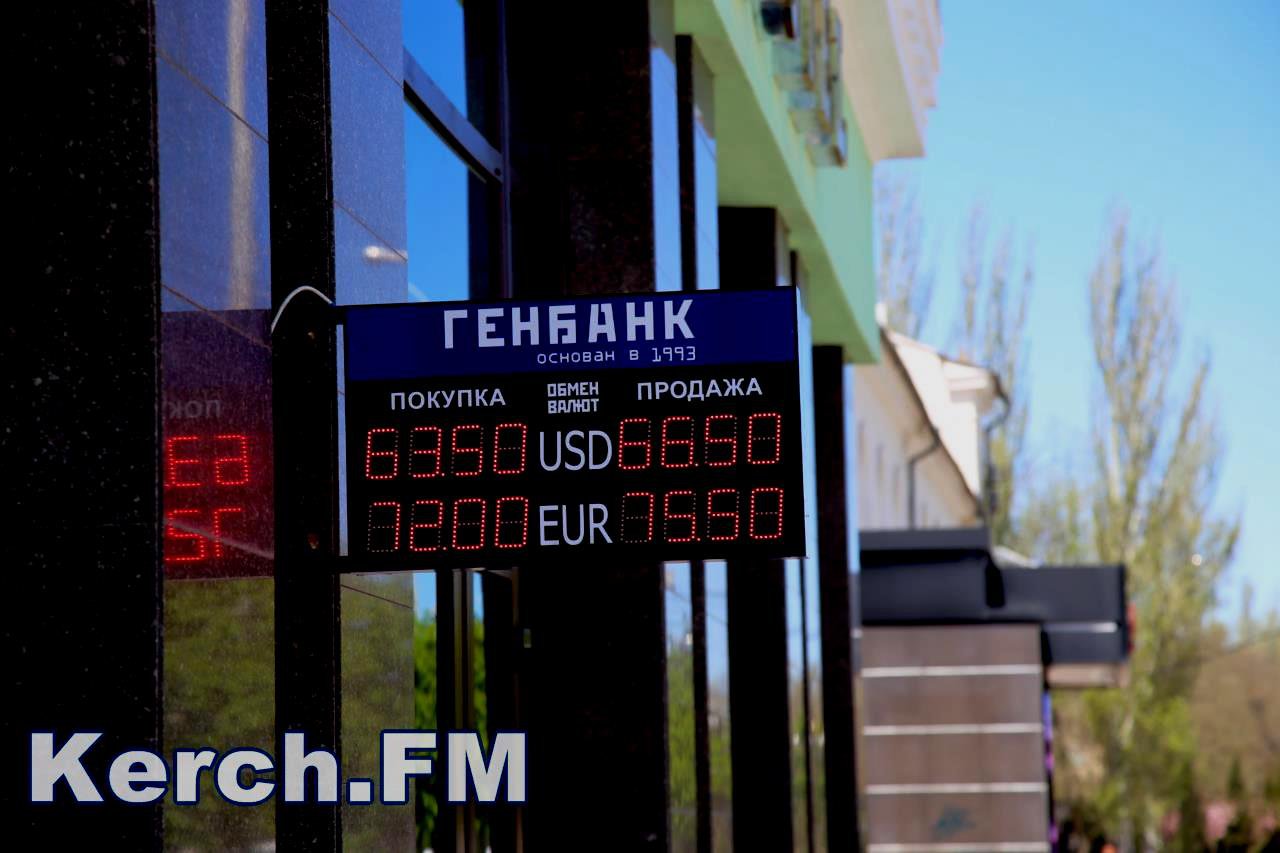 ГЕНБАНК
основан в 1993
ПОКУПКА ОБМЕН ВАЛЮТ ПРОДАЖА
63.50 USD 66.50
72.00 EUR 75.50
Kerch.FM